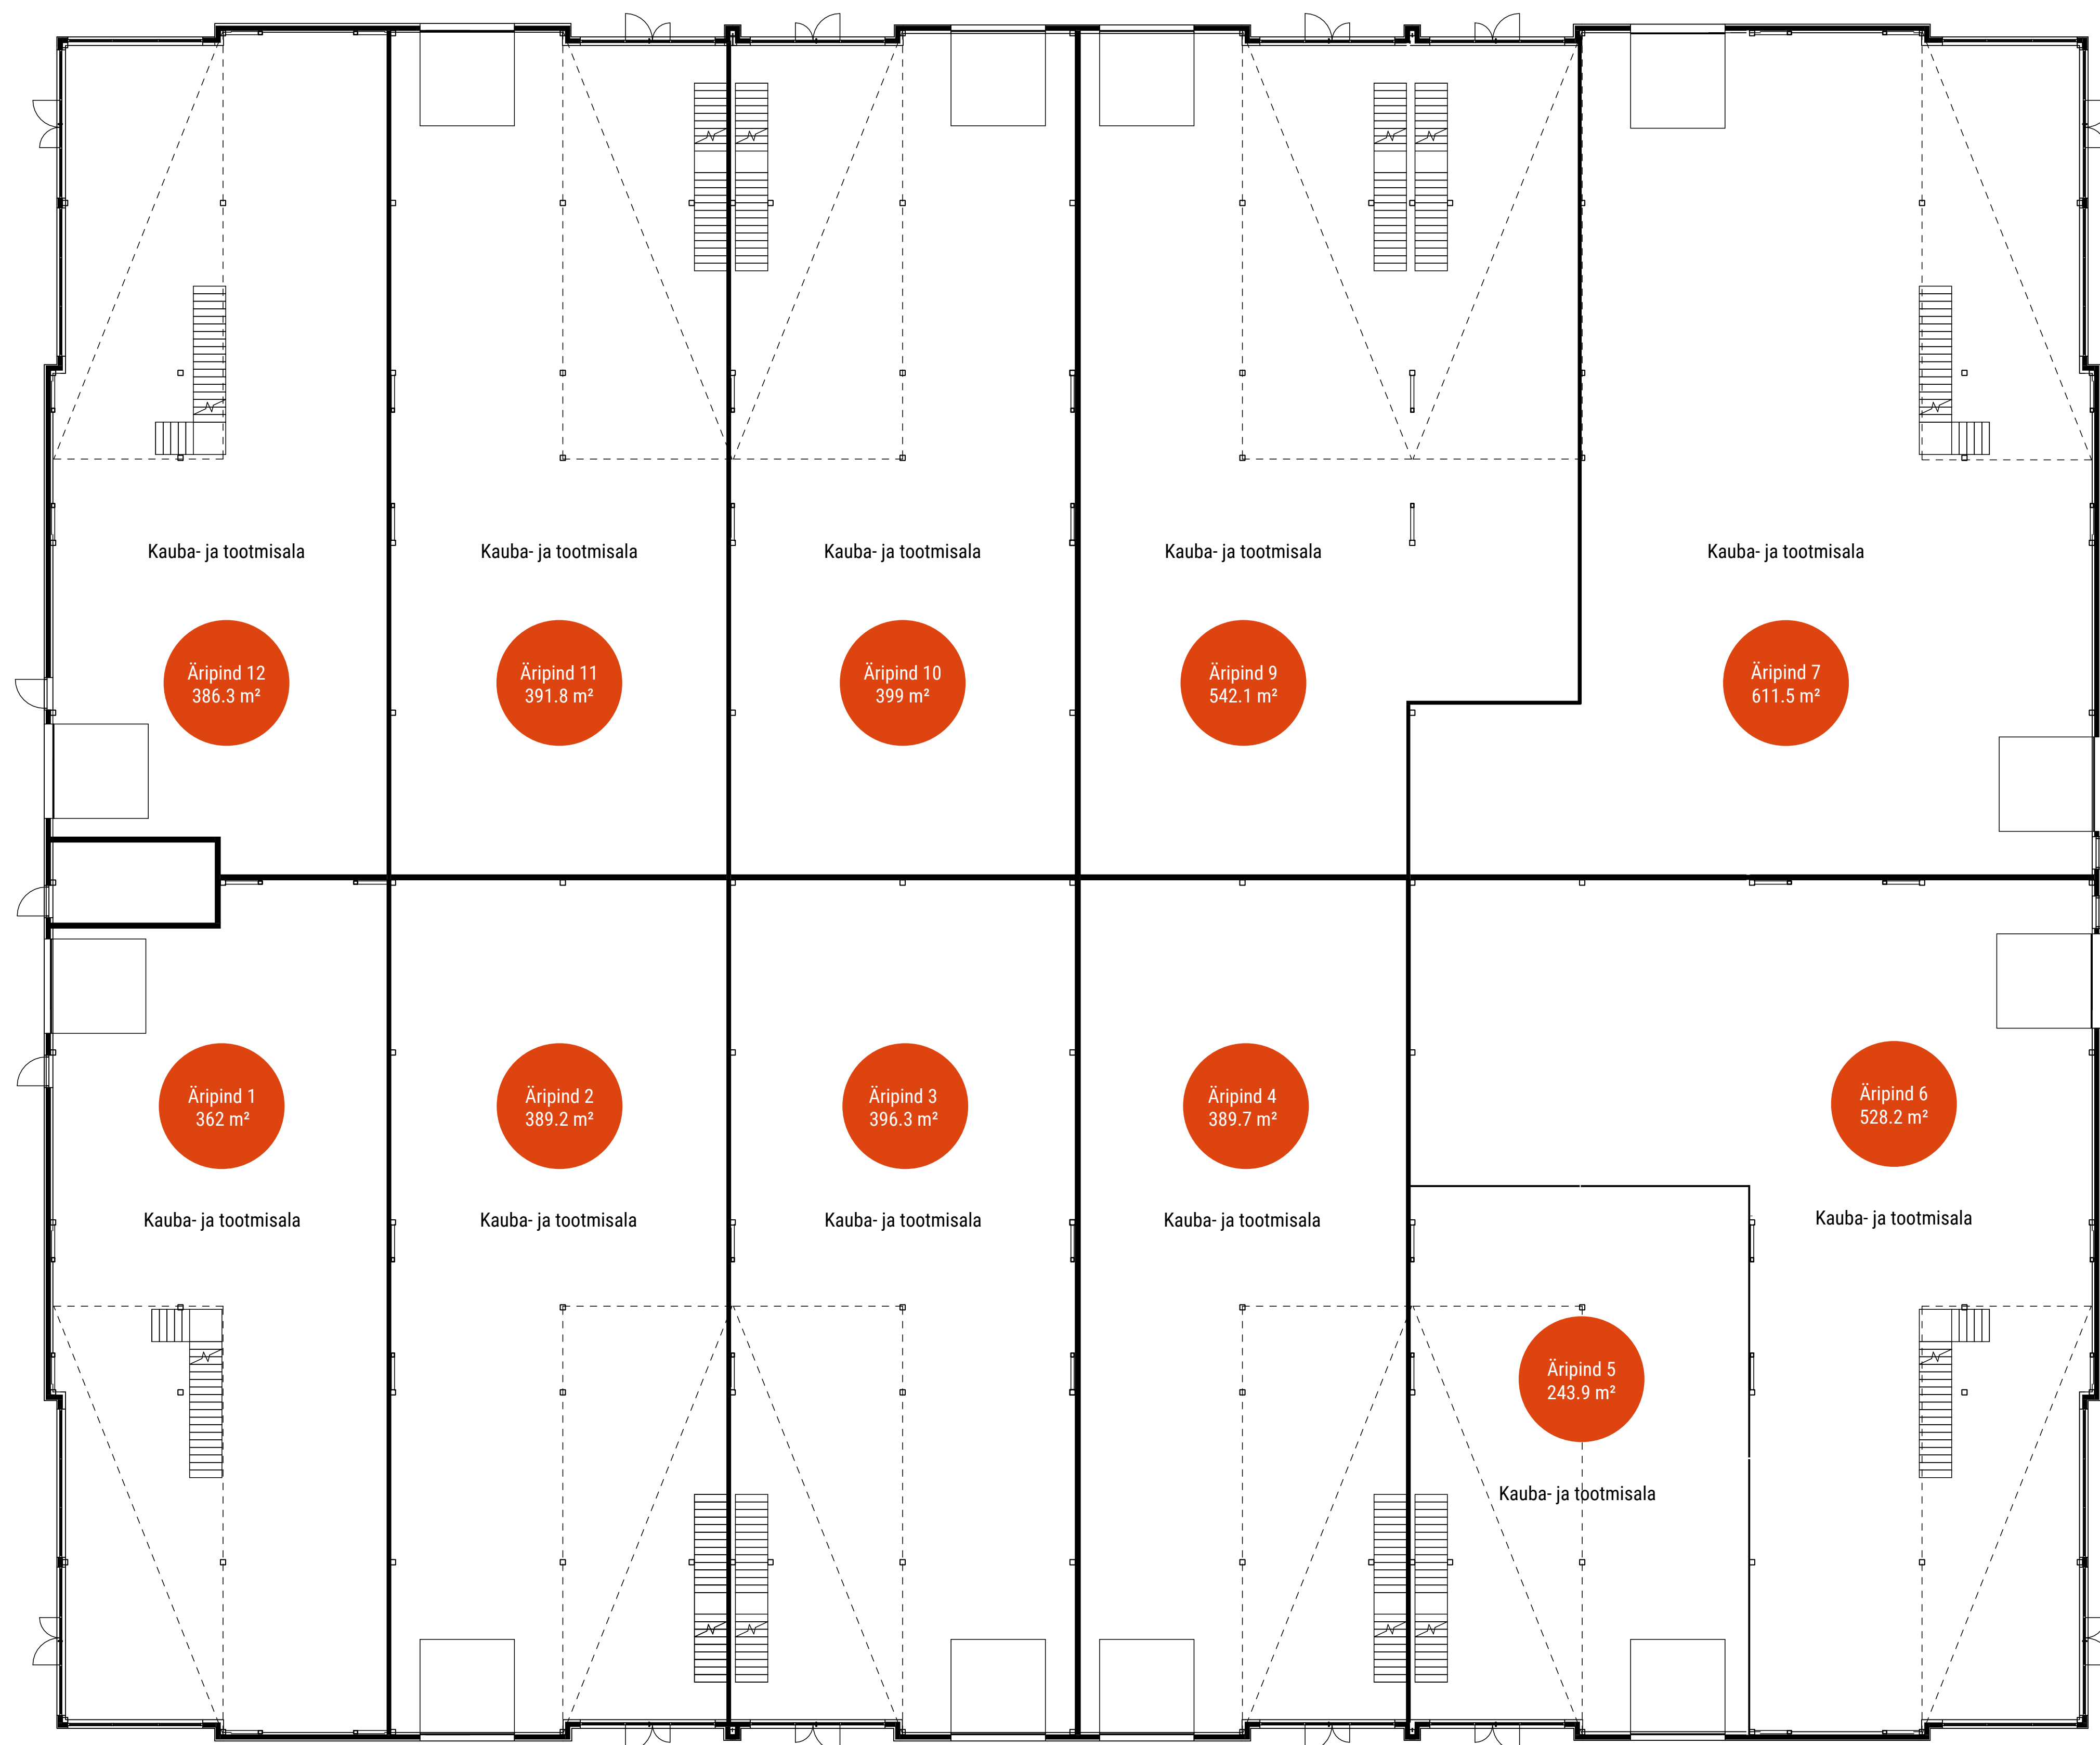 Kauba- ja tootmisala
Kauba- ja tootmisala
Kauba- ja tootmisala
Kauba- ja tootmisala
Kauba- ja tootmisala
Äripind 12
386.3 m²
Äripind 11
391.8 m²
Äripind 10
399 m²
Äripind 9
542.1 m²
Äripind 7
611.5 m²
Äripind 1
362 m²
Äripind 2
389.2 m²
Äripind 3
396.3 m²
Äripind 4
389.7 m²
Äripind 6
528.2 m²
Kauba- ja tootmisala
Kauba- ja tootmisala
Kauba- ja tootmisala
Kauba- ja tootmisala
Kauba- ja tootmisala
Äripind 5
243.9 m²
Kauba- ja tootmisala